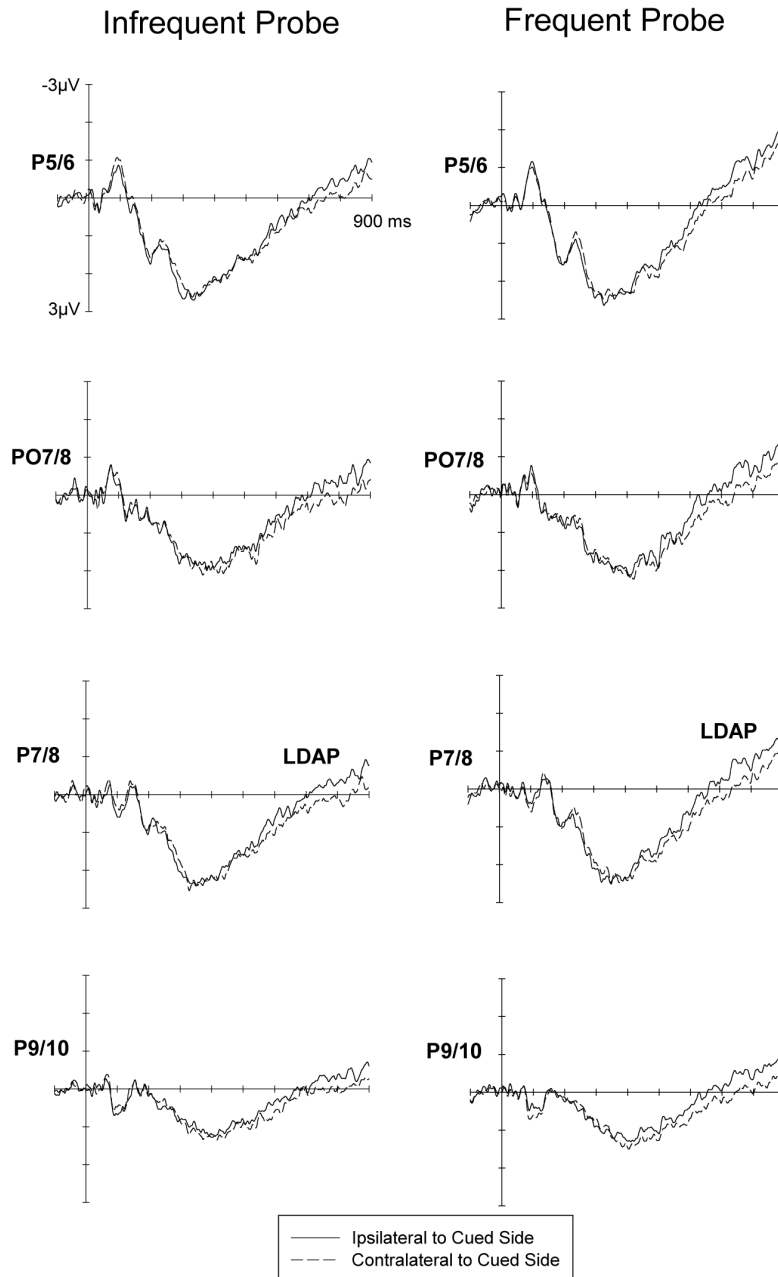 Infrequent Probe
Frequent Probe
-3µV
P5/6
900 ms
3µV
P5/6
PO7/8
PO7/8
P7/8
LDAP
P7/8
LDAP
P9/10
P9/10
Ipsilateral to Cued Side
Contralateral to Cued Side